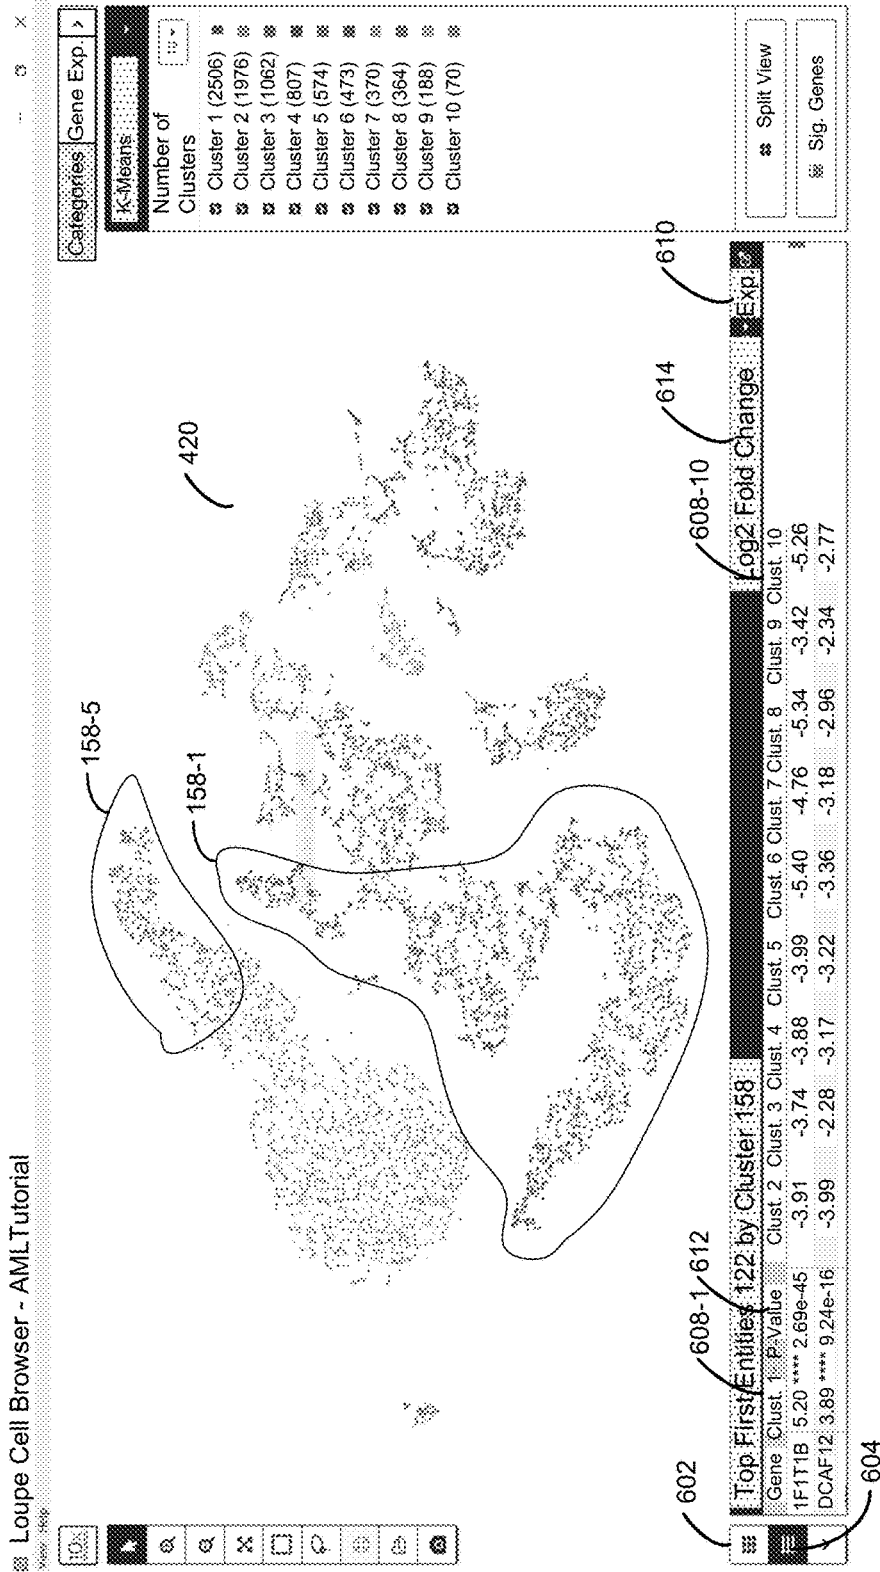 Loupe Cell Browser - AMLTutorial
View Help
10x
Categories Gene Exp. >
K-Means
Number of
Clusters
Cluster 1 (2506)
Cluster 2 (1976)
Cluster 3 (1062)
Cluster 4 (807)
Cluster 5 (574)
Cluster 6 (473)
Cluster 7 (370)
Cluster 8 (364)
Cluster 9 (188)
Cluster 10 (70)
Split View
Sig. Genes
158-5
158-1
420
602
604
608-1
612
608-10
614
610
Top First Entities 122 by Cluster 158 Log2 Fold Change Exp.
Gene Clust. 1 P-Value Clust. 2 Clust. 3 Clust. 4 Clust. 5 Clust. 6 Clust. 7 Clust. 8 Clust. 9 Clust. 10
1F1T1B 5.20 **** 2.69e-45 -3.91 -3.74 -3.88 -3.99 -5.40 -4.76 -5.34 -3.42 -5.26
DCAF12 3.89 **** 9.24e-16 -3.99 -2.28 -3.17 -3.22 -3.36 -3.18 -2.96 -2.34 -2.77